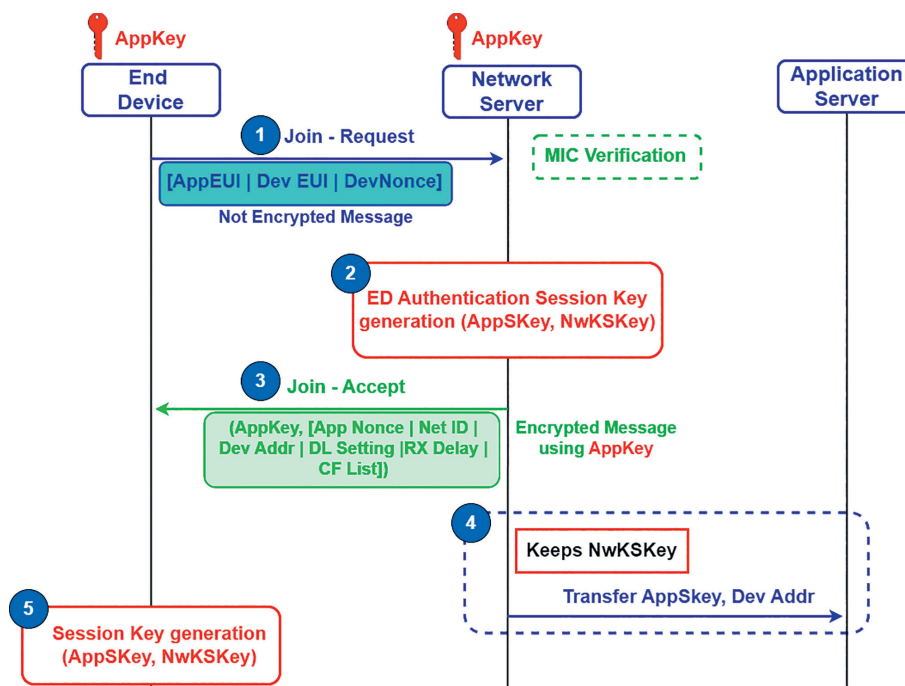 AppKey
AppKey
End
Device
Network
Server
Application
Server
1
Join - Request
[AppEUI | Dev EUI | DevNonce]
Not Encrypted Message
MIC Verification
2
ED Authentication Session Key
generation (AppSKey, NwKSKey)
3
Join - Accept
(AppKey, [App Nonce | Net ID |
Dev Addr | DL Setting |RX Delay |
CF List])
Encrypted Message
using AppKey
4
Keeps NwKSKey
Transfer AppSkey, Dev Addr
5
Session Key generation
(AppSKey, NwKSKey)